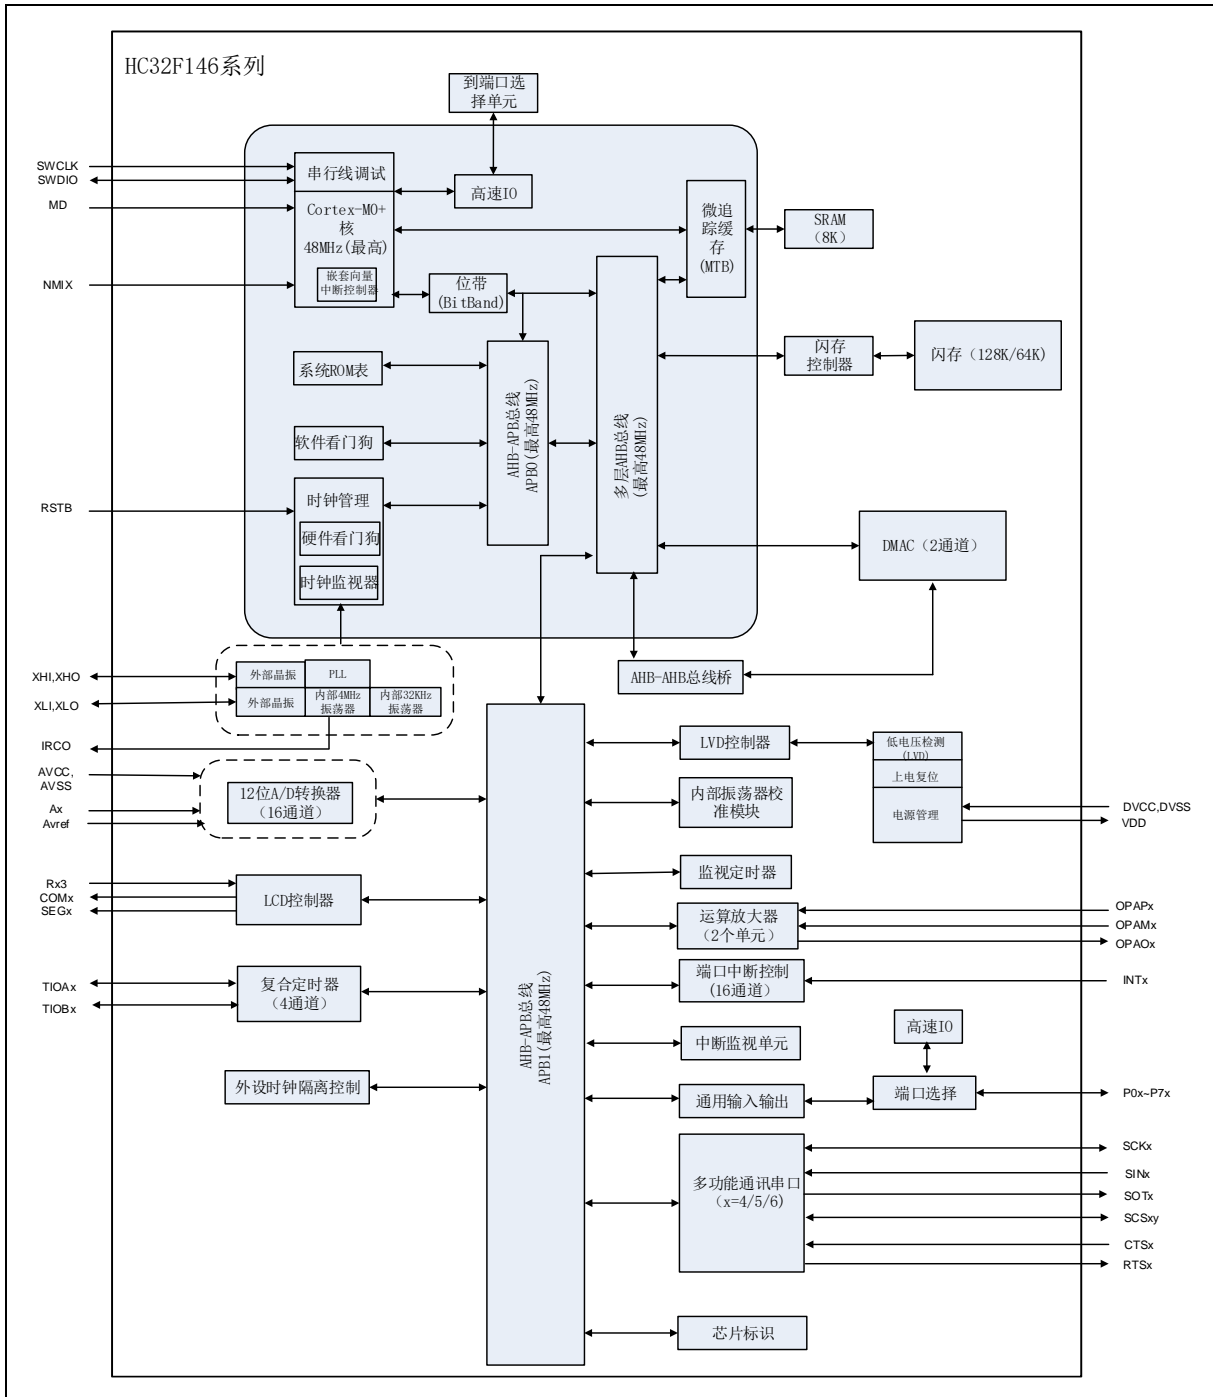 HC32F146系列
到端口选
择单元
SWCLK
SWDIO
MD
NMIX
串行线调试
Cortex-M0+
核
48MHz(最高)
嵌套向量
中断控制器
高速IO
位带
(BitBand)
微追
踪缓
存
(MTB)
SRAM
（8K）
系统ROM表
软件看门狗
RSTB
时钟管理
硬件看门狗
时钟监视器
AHB-APB总线
APB0(最高48MHz)
多层AHB总线
(最高48MHz)
闪存
控制器
闪存（128K/64K)
DMAC（2通道）
AHB-AHB总线桥
XHI,XHO
XLI,XLO
IRCO
外部晶振
PLL
外部晶振
内部4MHz
振荡器
内部32KHz
振荡器
AVCC,
AVSS
Ax
Avref
12位A/D转换器
（16通道）
Rx3
COMx
SEGx
LCD控制器
TIOAx
TIOBx
复合定时器
（4通道）
外设时钟隔离控制
AHB-APB总线
APB1(最高48MHz)
LVD控制器
低电压检测
(LVD)
上电复位
电源管理
DVCC,DVSS
VDD
内部振荡器校
准模块
监视定时器
运算放大器
（2个单元）
OPAPx
OPAMx
OPAOx
端口中断控制
(16通道）
INTx
中断监视单元
高速IO
通用输入输出
端口选择
P0x~P7x
多功能通讯串口
（x=4/5/6)
SCKx
SINx
SOTx
SCSxy
CTSx
RTSx
芯片标识